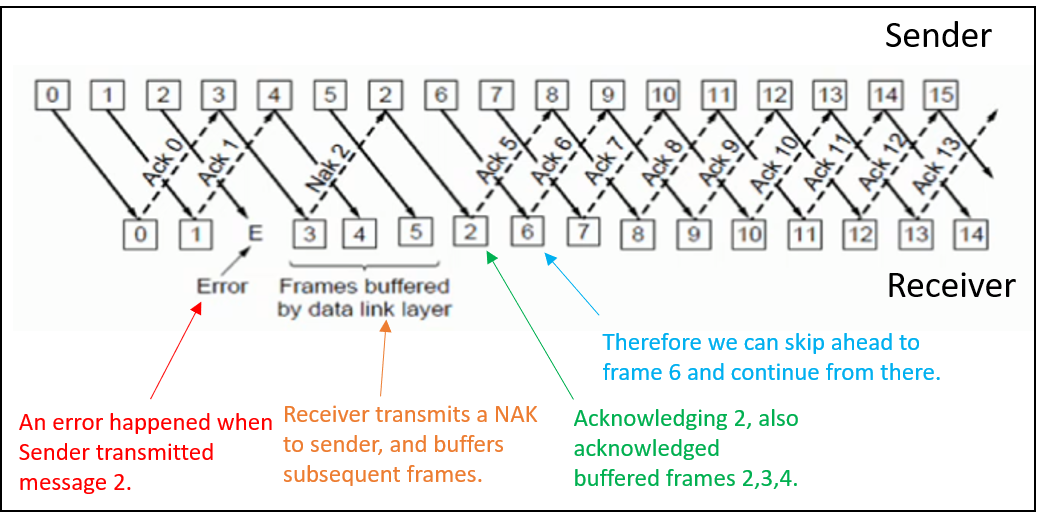 Sender
0 1 2 3 4 5 2 6 7 8 9 10 11 12 13 14 15
Ack 0 Ack 1 Nak 2 Ack 5 Ack 6 Ack 7 Ack 8 Ack 9 Ack 10 Ack 11 Ack 12 Ack 13
0 1 E 3 4 5 2 6 7 8 9 10 11 12 13 14
Error
Frames buffered
by data link layer
Receiver
An error happened when
Sender transmitted
message 2.
Receiver transmits a NAK
to sender, and buffers
subsequent frames.
Acknowledging 2, also
acknowledged
buffered frames 2,3,4.
Therefore we can skip ahead to
frame 6 and continue from there.